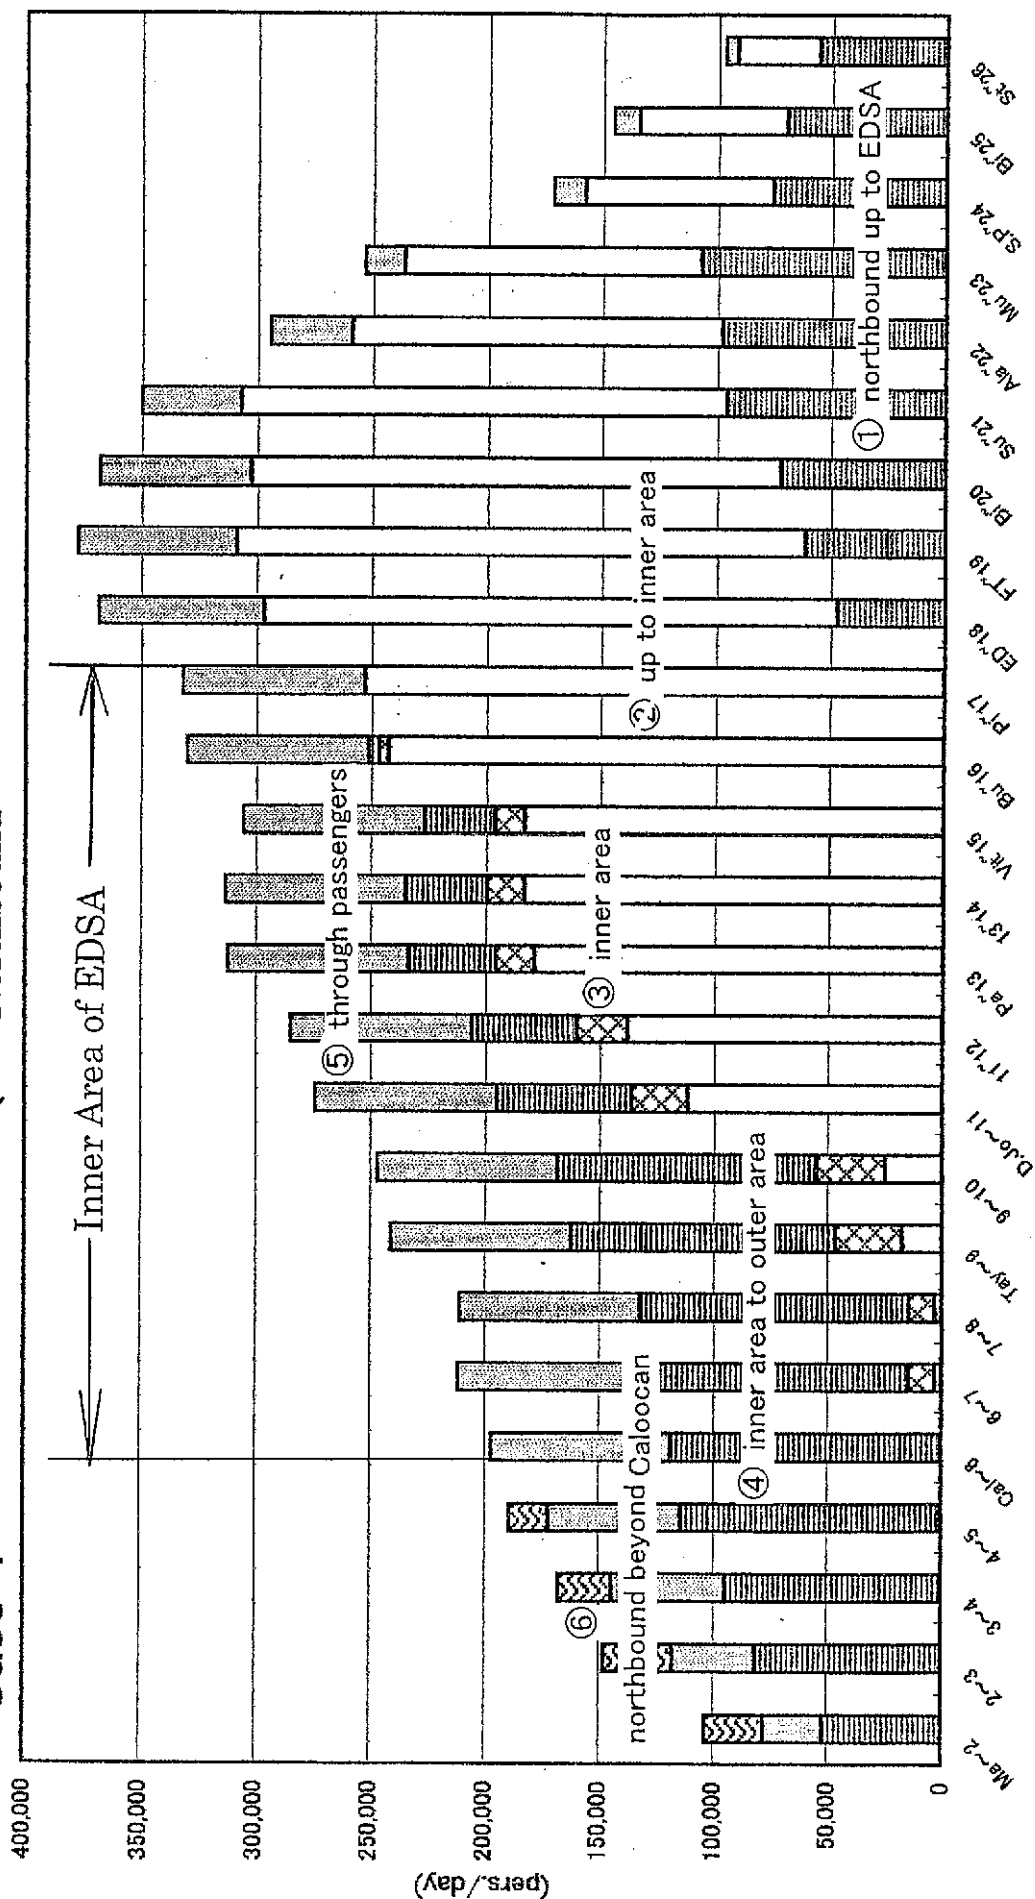 Inner Area of EDSA
400,000
350,000
300,000
250,000
200,000
150,000
100,000
50,000
0
(pers./day)
⑤ through passengers
② up to inner area
③ inner area
⑥
northbound beyond Caloocan
④ inner area to outer area
① northbound up to EDSA
Ma~2
2~3
3~4
4~5
Cal~6
6~7
7~8
Tay~9
9~10
D.Jo~11
11~12
Pa~13
13~14
Vit~15
Bu~16
Pi~17
ED~18
FT~19
Bi~20
Su~21
Ala~22
Mu~23
S.P~24
Bi~25
St~26